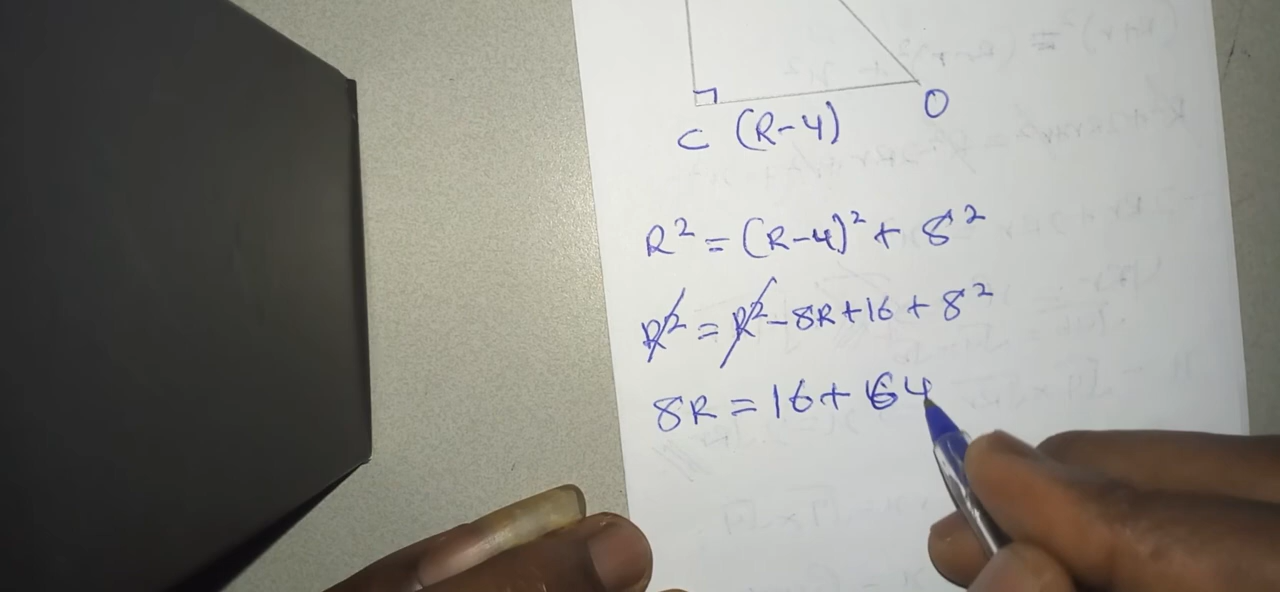 O
C (R-4)
R² = (R-4)² + 8²
R² = R² - 8R + 16 + 8²
8R = 16 + 64